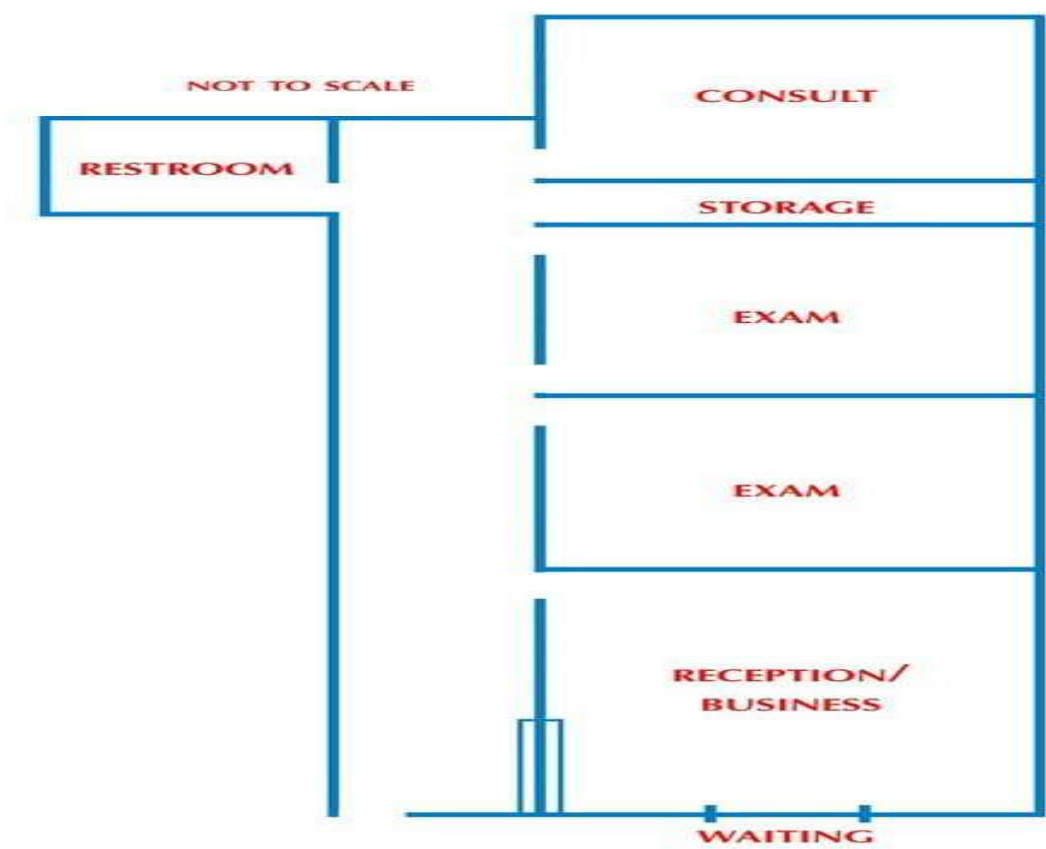 NOT TO SCALE
CONSULT
RESTROOM
STORAGE
EXAM
EXAM
RECEPTION/
BUSINESS
WAITING